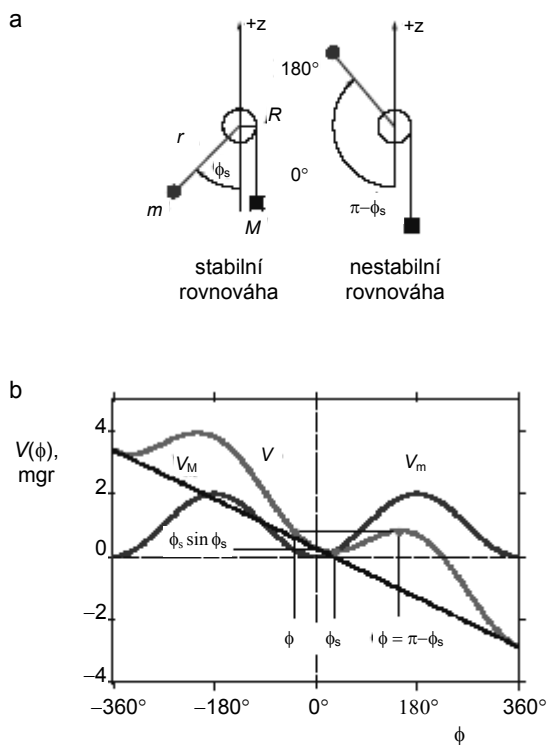 a
+z
+z
180°
R
r
ϕs
0°
m
M
π−ϕs
stabilní
rovnováha
nestabilní
rovnováha
b
4
V(ϕ),
mgr
VM
V
Vm
2
ϕs sin ϕs
0
−2
ϕ
ϕs
( ϕ = π−ϕs
−4
−360°
−180°
0°
180°
360°
ϕ